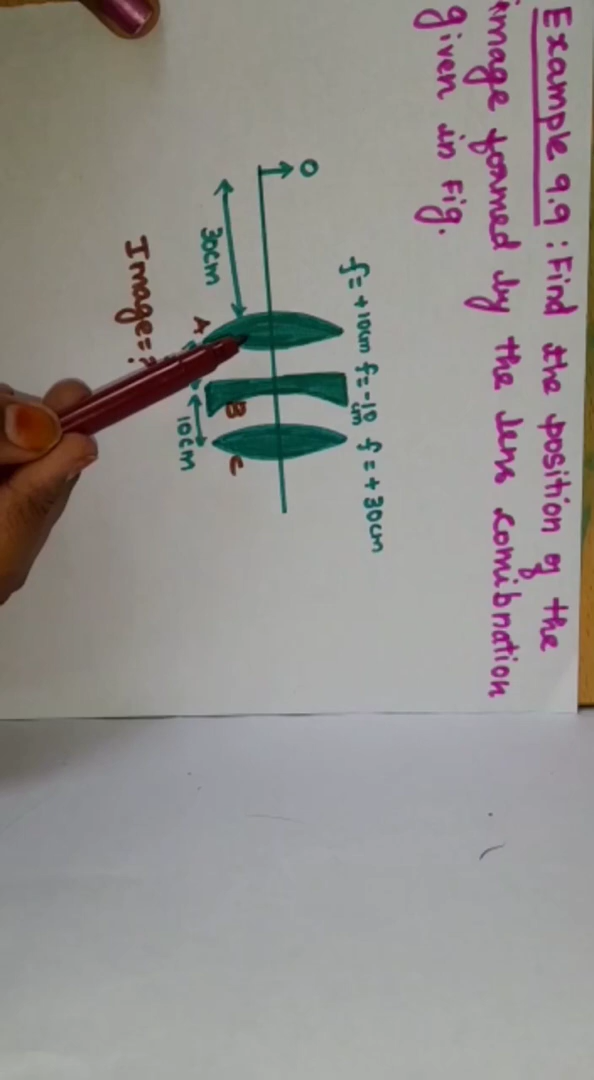 Example 9.9 : Find the position of the
image formed by the lens comibnation
given in Fig.
f= +10cm f= -10 cm f= +30cm
O
30cm
A
B
C
10cm
Image=?